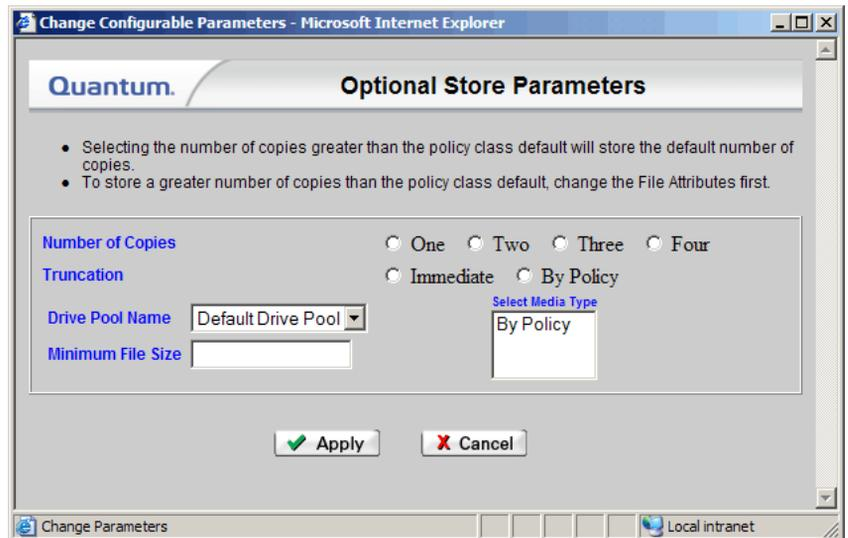 Change Configurable Parameters - Microsoft Internet Explorer
Quantum.
Optional Store Parameters
• Selecting the number of copies greater than the policy class default will store the default number of
copies.
• To store a greater number of copies than the policy class default, change the File Attributes first.
Number of Copies One Two Three Four
Truncation Immediate By Policy
Select Media Type
Drive Pool Name Default Drive Pool By Policy
Minimum File Size
Apply X Cancel
Change Parameters Local intranet